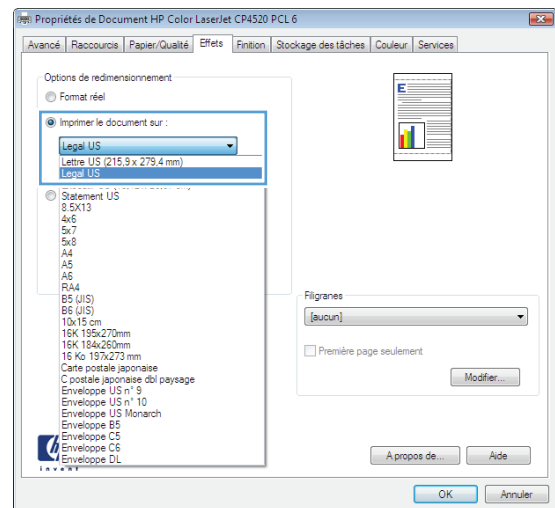 Propriétés de Document HP Color LaserJet CP4520 PCL 6
Avancé Raccourcis Papier/Qualité Effets Finition Stockage des tâches Couleur Services
Options de redimensionnement
Format réel
E
Imprimer le document sur :
Legal US
Lettre US (215,9 x 279,4 mm)
Legal US
Statement US
8.5X13
4x6
5x7
5x8
A4
A5
A6
RA4
B5 (JIS)
B6 (JIS)
10x15 cm
16K 195x270mm
16K 184x260mm
16 Ko 197x273 mm
Carte postale japonaise
C postale japonaise dbl paysage
Enveloppe US n° 9
Enveloppe US n° 10
Enveloppe US Monarch
Enveloppe B5
Enveloppe C5
Enveloppe C6
Enveloppe DL
Filigranes
[aucun]
Première page seulement
Modifier...
invent
A propos de... Aide
OK Annuler